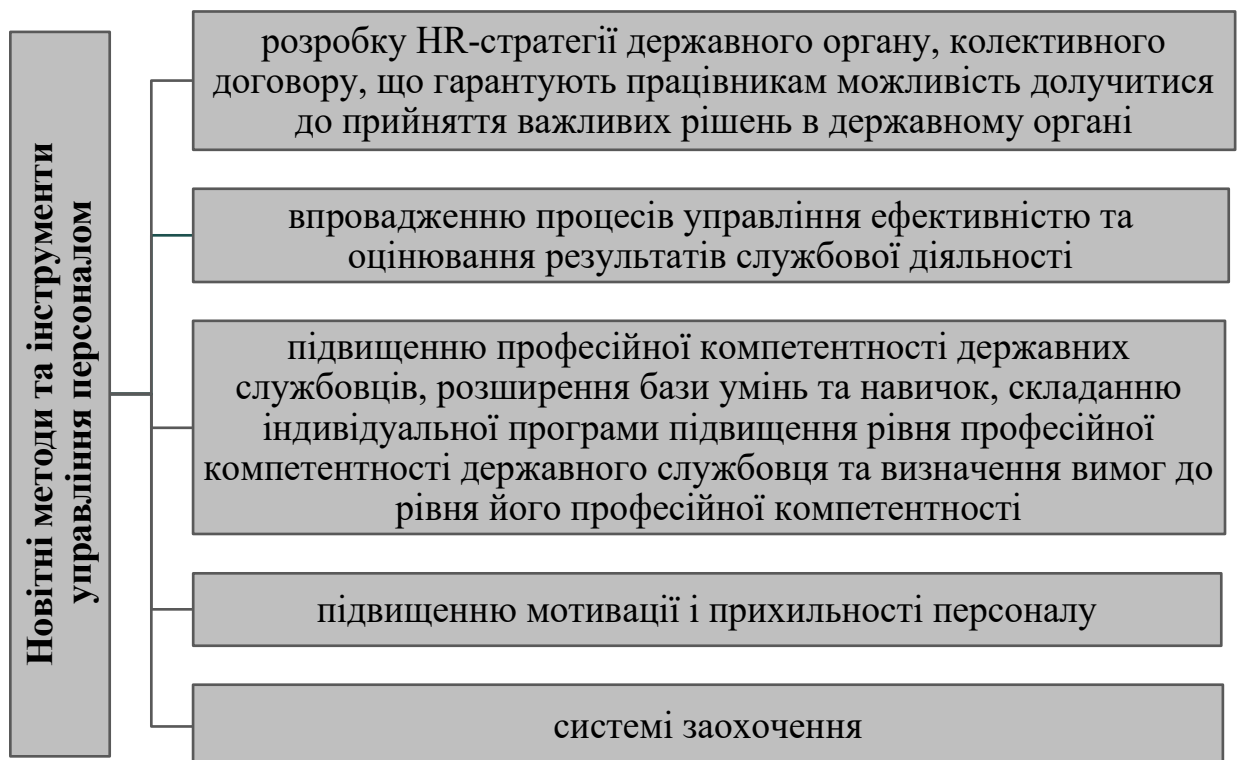 Новітні методи та інструменти
управління персоналом
розробку HR-стратегії державного органу, колективного
договору, що гарантують працівникам можливість долучитися
до прийняття важливих рішень в державному органі
впровадженню процесів управління ефективністю та
оцінювання результатів службової діяльності
підвищенню професійної компетентності державних
службовців, розширення бази умінь та навичок, складанню
індивідуальної програми підвищення рівня професійної
компетентності державного службовця та визначення вимог до
рівня його професійної компетентності
підвищенню мотивації і прихильності персоналу
системі заохочення